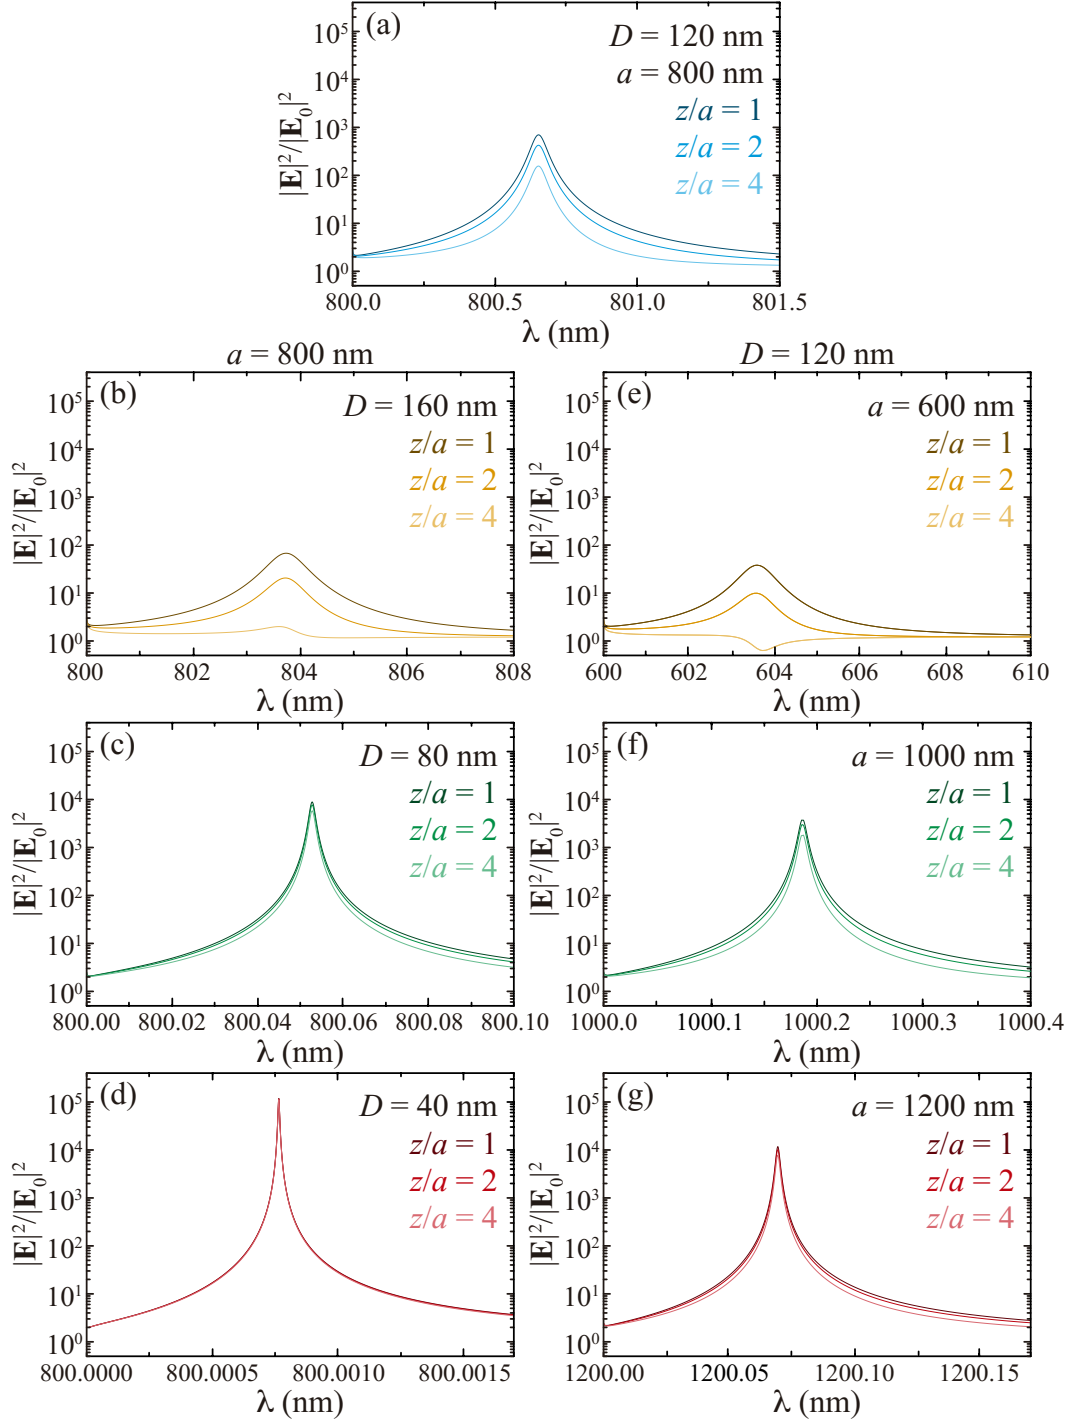 (a)
D = 120 nm
a = 800 nm
z/a = 1
z/a = 2
z/a = 4
|E|²/|E₀|²
10⁵
10⁴
10³
10²
10¹
10⁰
800.0 800.5 801.0 801.5
λ (nm)
a = 800 nm
(b)
D = 160 nm
z/a = 1
z/a = 2
z/a = 4
|E|²/|E₀|²
10⁵
10⁴
10³
10²
10¹
10⁰
800 802 804 806 808
λ (nm)
D = 120 nm
(e)
a = 600 nm
z/a = 1
z/a = 2
z/a = 4
|E|²/|E₀|²
10⁵
10⁴
10³
10²
10¹
10⁰
600 602 604 606 608 610
λ (nm)
(c)
D = 80 nm
z/a = 1
z/a = 2
z/a = 4
|E|²/|E₀|²
10⁵
10⁴
10³
10²
10¹
10⁰
800.00 800.02 800.04 800.06 800.08 800.10
λ (nm)
(f)
a = 1000 nm
z/a = 1
z/a = 2
z/a = 4
|E|²/|E₀|²
10⁵
10⁴
10³
10²
10¹
10⁰
1000.0 1000.1 1000.2 1000.3 1000.4
λ (nm)
(d)
D = 40 nm
z/a = 1
z/a = 2
z/a = 4
|E|²/|E₀|²
10⁵
10⁴
10³
10²
10¹
10⁰
800.0000 800.0005 800.0010 800.0015
λ (nm)
(g)
a = 1200 nm
z/a = 1
z/a = 2
z/a = 4
|E|²/|E₀|²
10⁵
10⁴
10³
10²
10¹
10⁰
1200.00 1200.05 1200.10 1200.15
λ (nm)